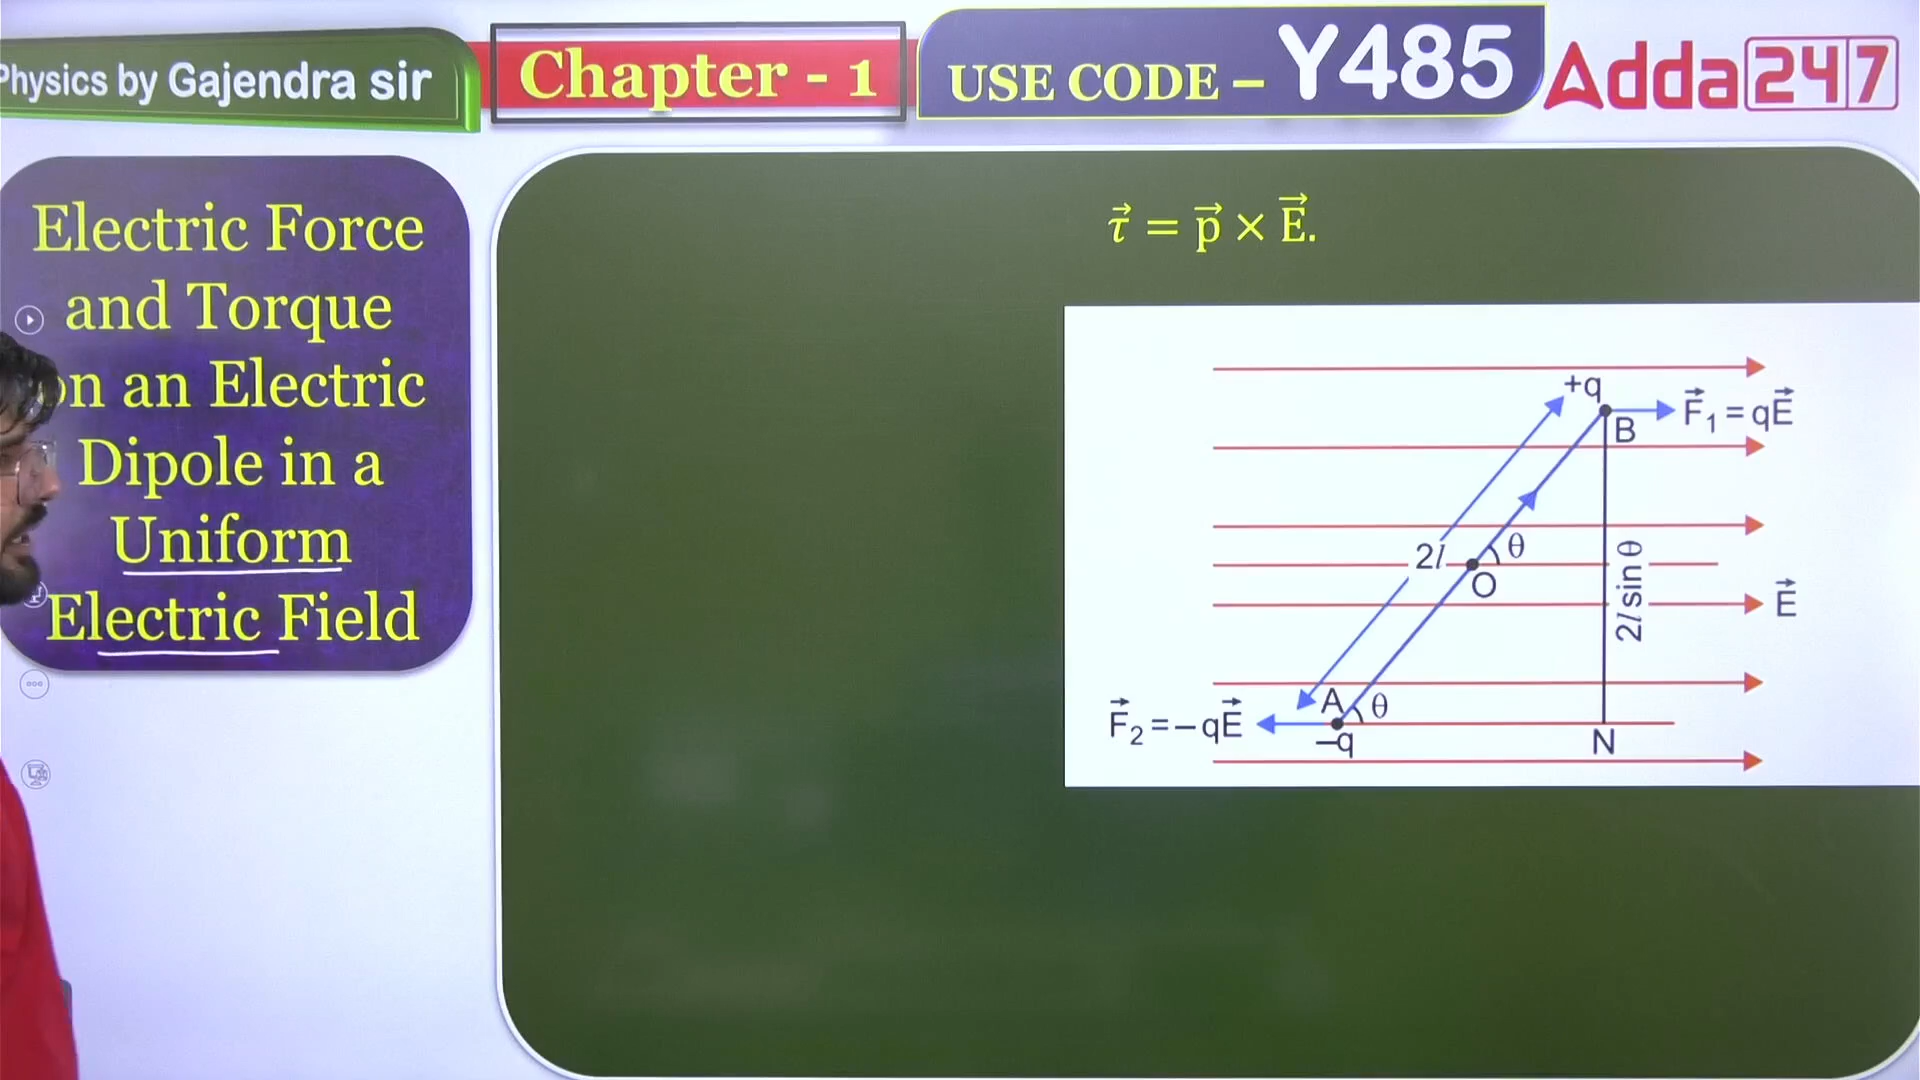 Physics by Gajendra sir
Chapter - 1
USE CODE – Y485
Adda247
Electric Force
and Torque
on an Electric
Dipole in a
Uniform
Electric Field
τ⃗ = p⃗ × E⃗.
+q
B
F⃗₁ = qE⃗
2l
θ
O
2l sin θ
E⃗
A
θ
F⃗₂ = – qE⃗
–q
N